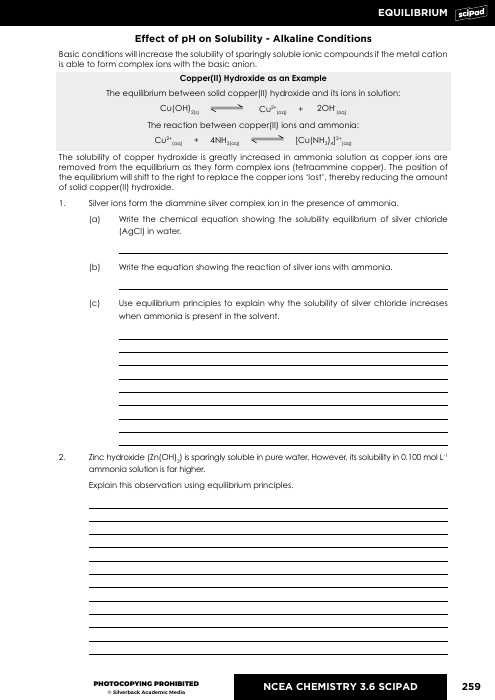 EQUILIBRIUM scipad
Effect of pH on Solubility - Alkaline Conditions
Basic conditions will increase the solubility of sparingly soluble ionic compounds if the metal cation
is able to form complex ions with the basic anion.
Copper(II) Hydroxide as an Example
The equilibrium between solid copper(II) hydroxide and its ions in solution:
Cu(OH)₂₍ₛ₎ ⇌ Cu²⁺(aq) + 2OH⁻(aq)
The reaction between copper(II) ions and ammonia:
Cu²⁺(aq) + 4NH₃(aq) ⇌ [Cu(NH₃)₄]²⁺(aq)
The solubility of copper hydroxide is greatly increased in ammonia solution as copper ions are
removed from the equilibrium as they form complex ions (tetraammine copper). The position of
the equilibrium will shift to the right to replace the copper ions 'lost', thereby reducing the amount
of solid copper(II) hydroxide.
1. Silver ions form the diammine silver complex ion in the presence of ammonia.
(a) Write the chemical equation showing the solubility equilibrium of silver chloride
(AgCl) in water.
(b) Write the equation showing the reaction of silver ions with ammonia.
(c) Use equilibrium principles to explain why the solubility of silver chloride increases
when ammonia is present in the solvent.
2. Zinc hydroxide (Zn(OH)₂) is sparingly soluble in pure water. However, its solubility in 0.100 mol L⁻¹
ammonia solution is far higher.
Explain this observation using equilibrium principles.
PHOTOCOPYING PROHIBITED
© Silverback Academic Media
NCEA CHEMISTRY 3.6 SCIPAD 259